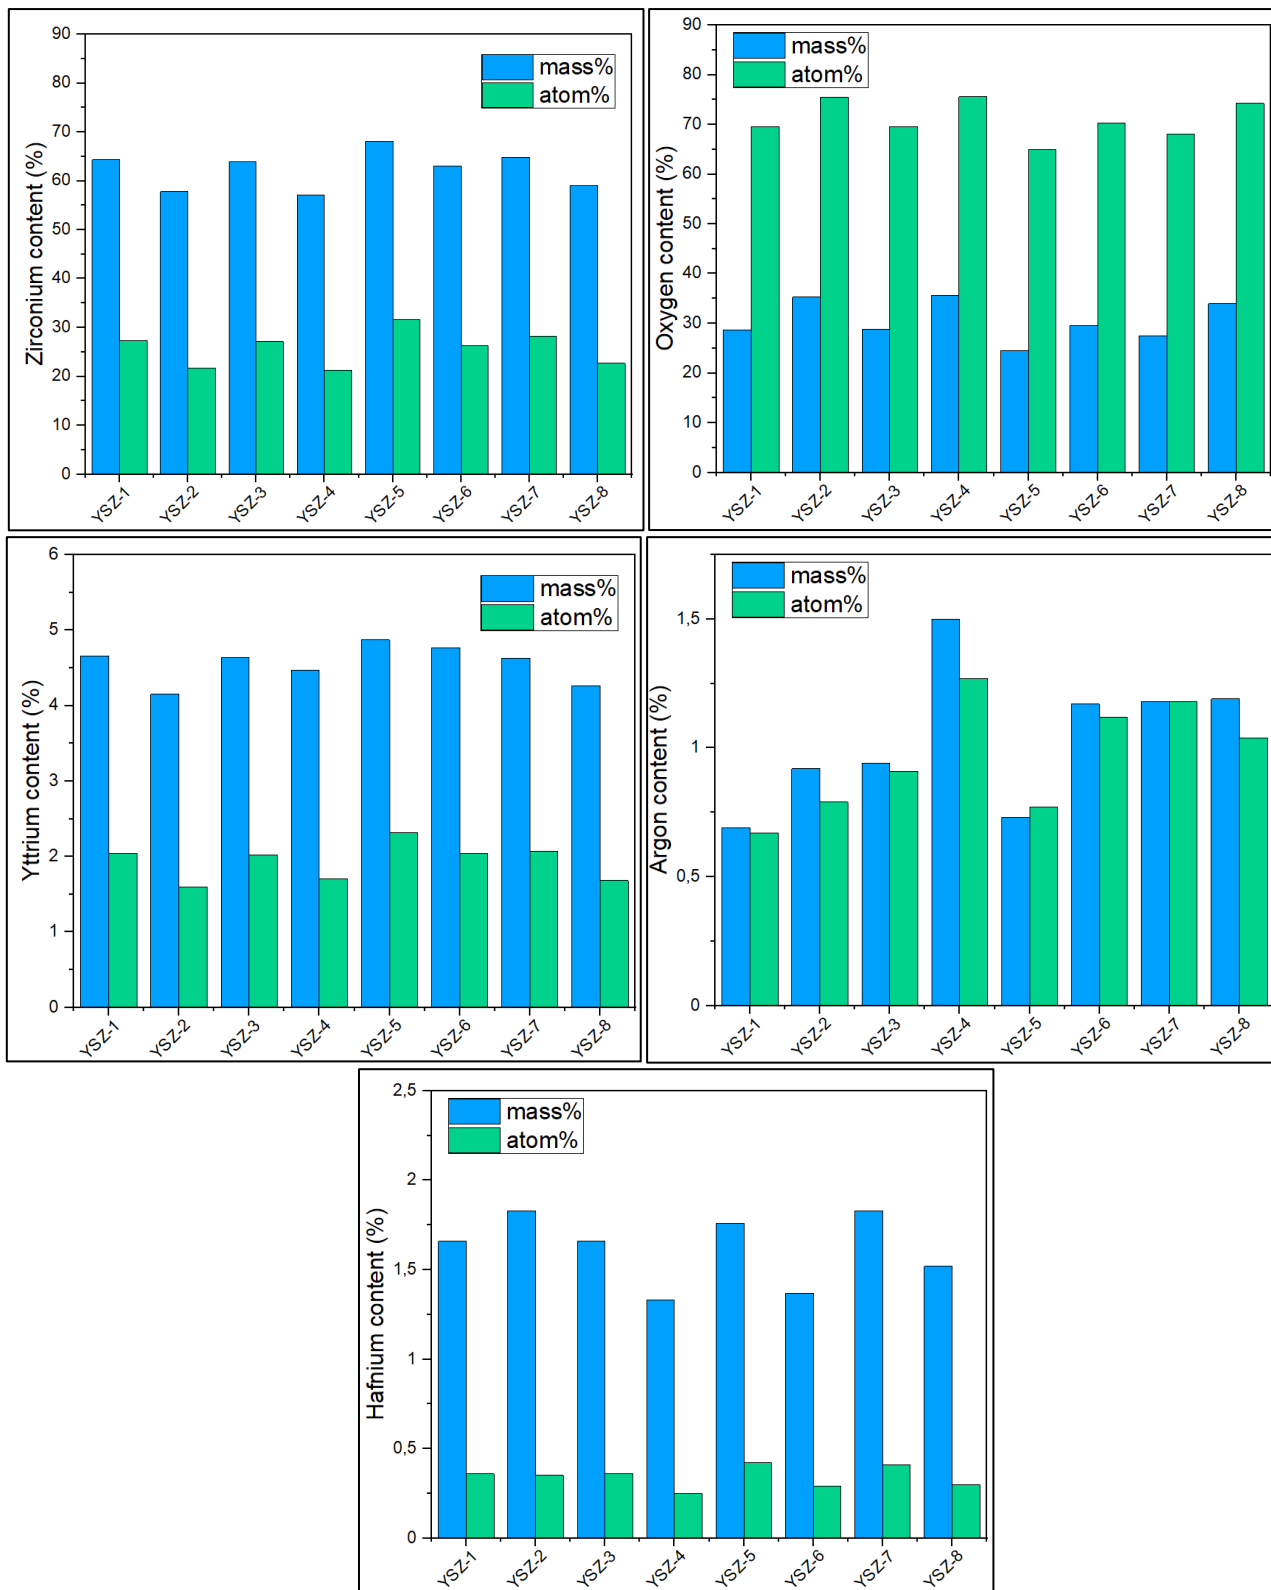 Zirconium content (%)
90
80
70
60
50
40
30
20
10
0
mass%
atom%
YSZ-1
YSZ-2
YSZ-3
YSZ-4
YSZ-5
YSZ-6
YSZ-7
YSZ-8
Oxygen content (%)
90
80
70
60
50
40
30
20
10
0
mass%
atom%
YSZ-1
YSZ-2
YSZ-3
YSZ-4
YSZ-5
YSZ-6
YSZ-7
YSZ-8
Yttrium content (%)
6
5
4
3
2
1
0
mass%
atom%
YSZ-1
YSZ-2
YSZ-3
YSZ-4
YSZ-5
YSZ-6
YSZ-7
YSZ-8
Argon content (%)
1,5
1
0,5
0
mass%
atom%
YSZ-1
YSZ-2
YSZ-3
YSZ-4
YSZ-5
YSZ-6
YSZ-7
YSZ-8
Hafnium content (%)
2,5
2
1,5
1
0,5
0
mass%
atom%
YSZ-1
YSZ-2
YSZ-3
YSZ-4
YSZ-5
YSZ-6
YSZ-7
YSZ-8